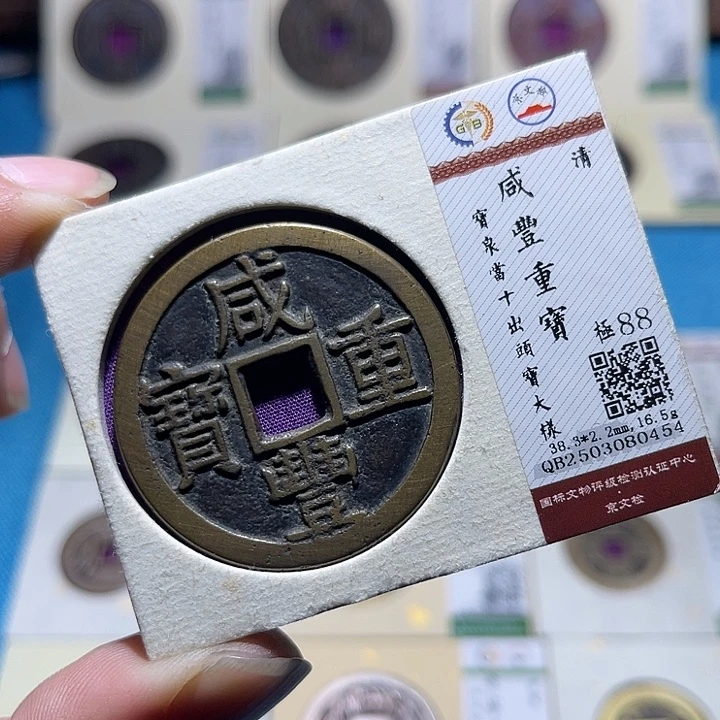 咸豐重寶
清
咸豐重寶
寶泉當十出頭寶大樣
極88
38.3*2.2mm,16.5g
QB2503080454
国标文物评级检测认证中心
京文检